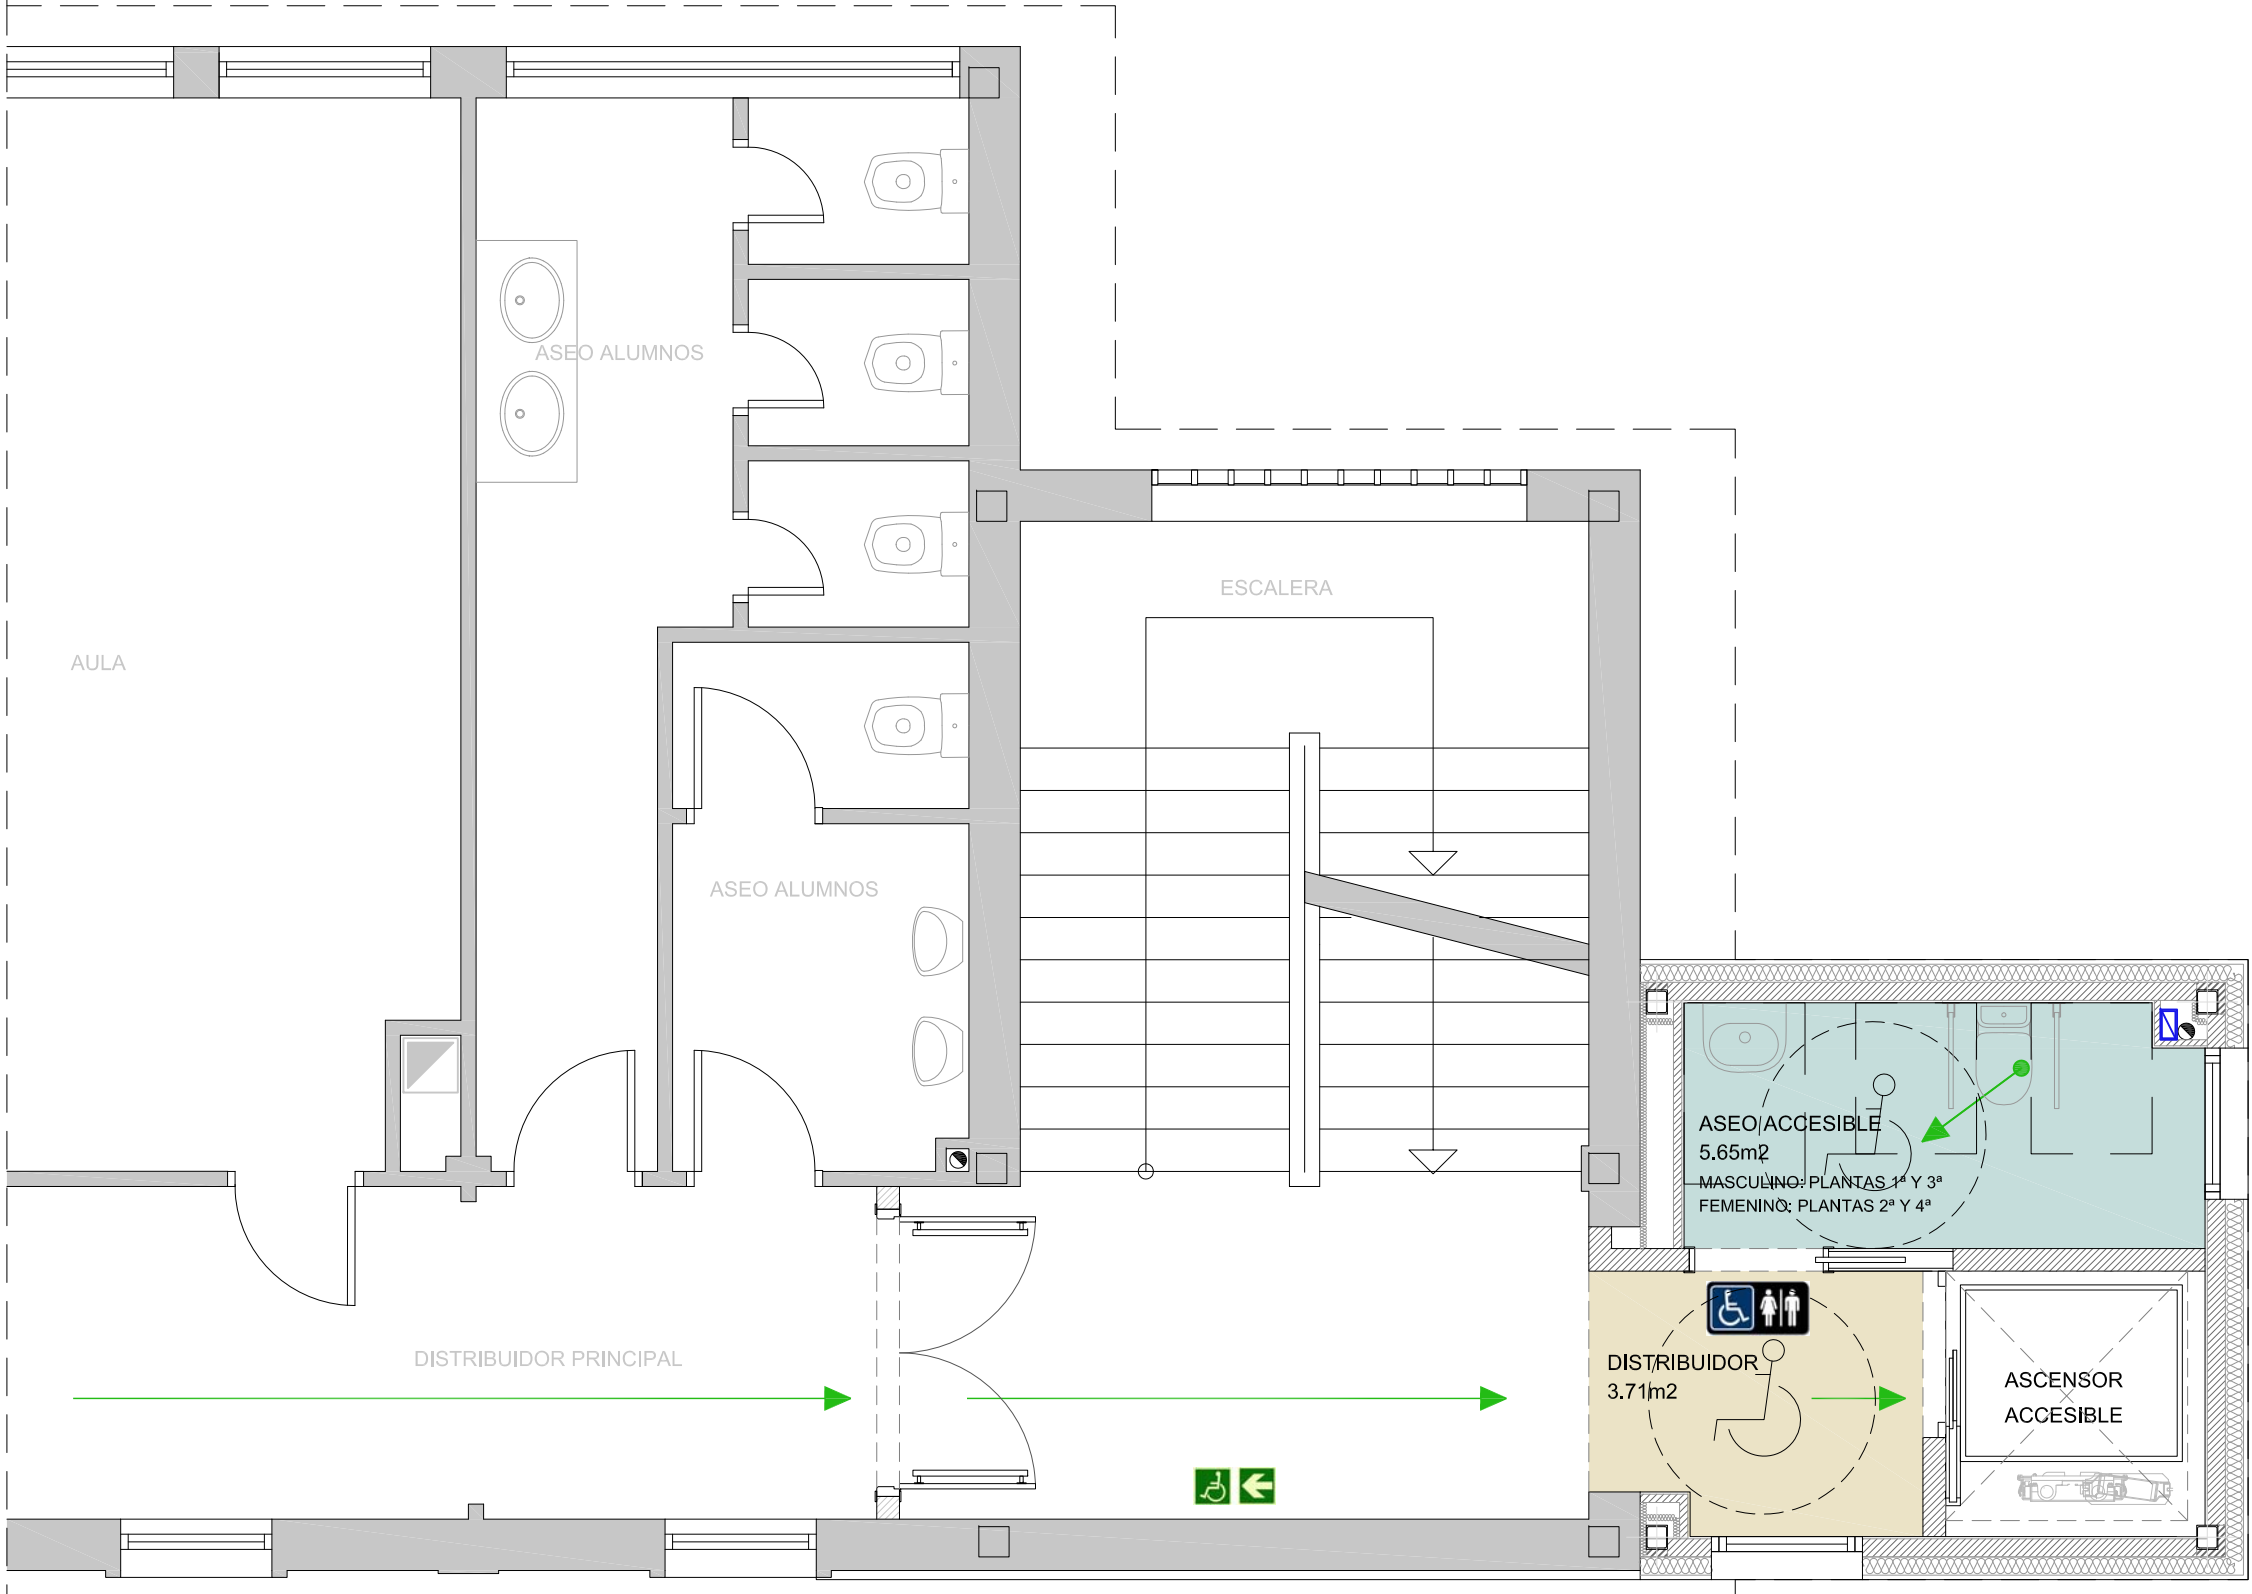 ASEO ALUMNOS
ESCALERA
AULA
ASEO ALUMNOS
ASEO ACCESIBLE
5.65m2
MASCULINO: PLANTAS 1ª Y 3ª
FEMENINO: PLANTAS 2ª Y 4ª
DISTRIBUIDOR PRINCIPAL
DISTRIBUIDOR
3.71m2
ASCENSOR
ACCESIBLE